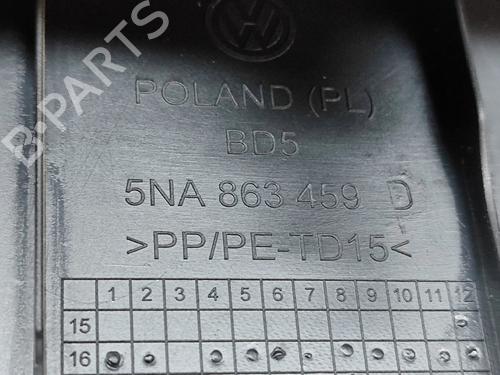 B-PARTS
POLAND (PL)
BD5
5NA 863 459 D
>PP/PE-TD15<
1 2 3 4 5 6 7 8 9 10 11 12
15
16